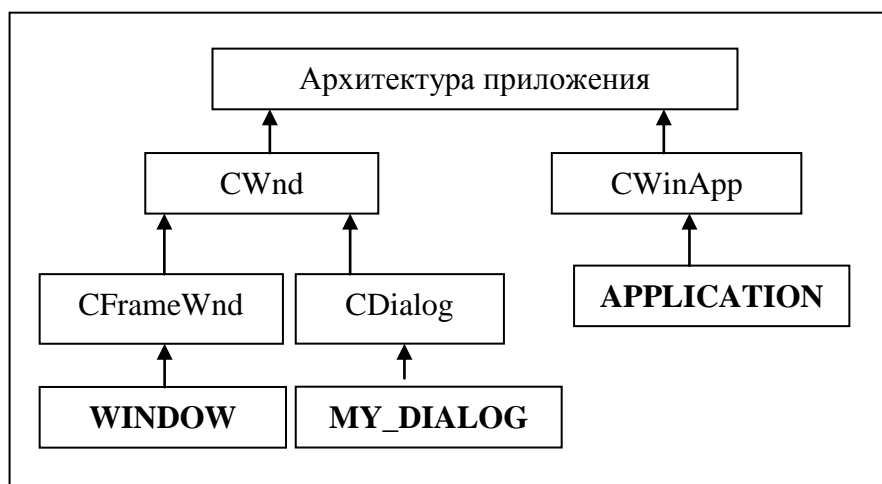 Архитектура приложения
CWnd
CWinApp
CFrameWnd
CDialog
APPLICATION
WINDOW
MY_DIALOG